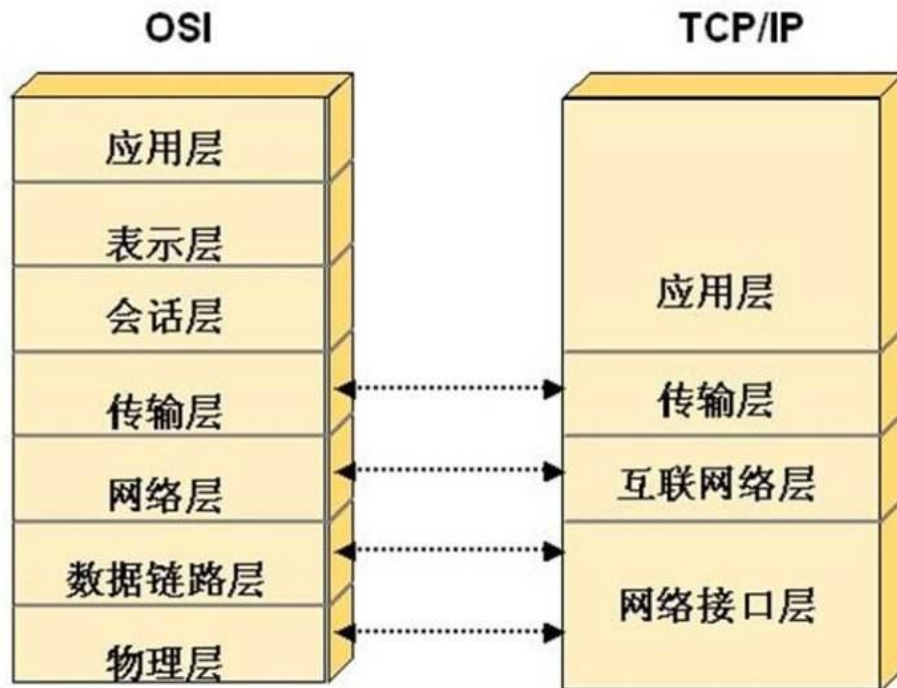 OSI
TCP/IP
应用层
表示层
会话层
传输层
网络层
数据链路层
物理层
应用层
传输层
互联网络层
网络接口层